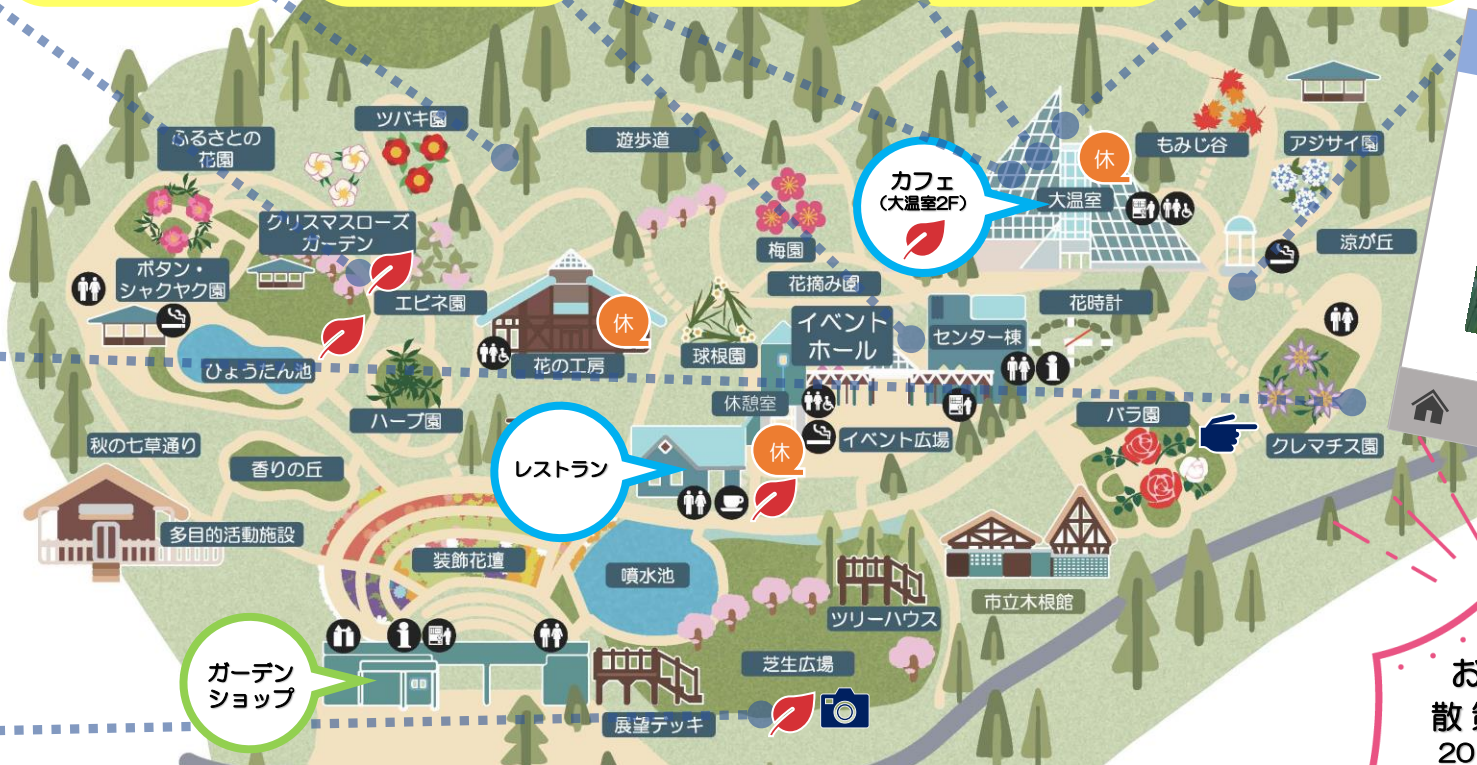 ツバキ園
ふるさとの
花園
遊歩道
もみじ谷
アジサイ園
休
カフェ
(大温室2F)
大温室
クリスマスローズ
ガーデン
梅園
涼が丘
ボタン・
シャクヤク園
エビネ園
花摘み園
花時計
イベント
ホール
センター棟
休
花の工房
球根園
ひょうたん池
休憩室
ハーブ園
バラ園
イベント広場
クレマチス園
秋の七草通り
香りの丘
レストラン
休
多目的活動施設
装飾花壇
噴水池
市立木根館
ツリーハウス
ガーデン
ショップ
芝生広場
展望デッキ
お
散
20